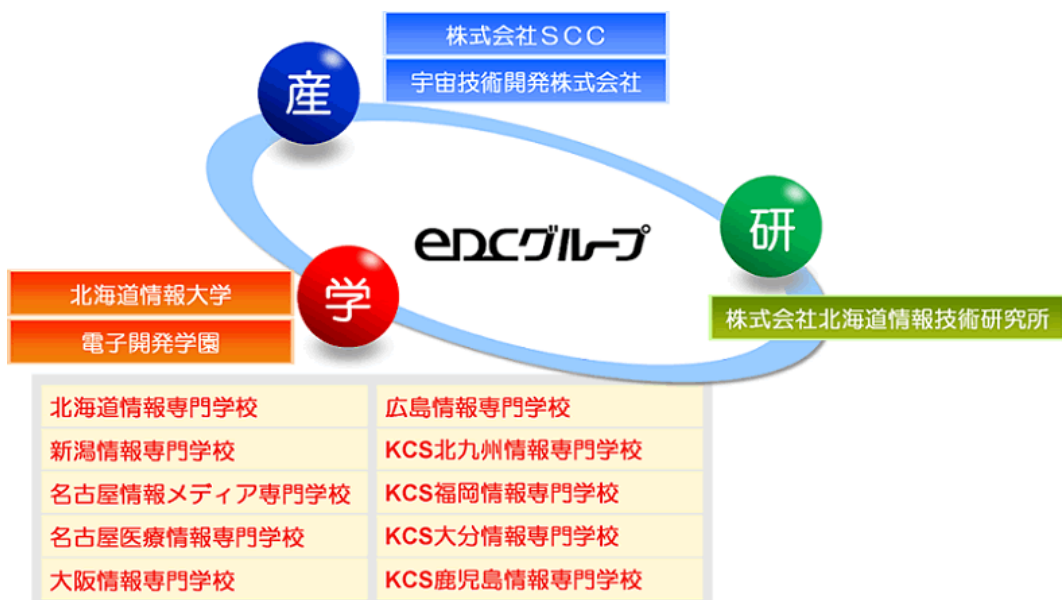 株式会社SCC
宇宙技術開発株式会社
産
研
eDCグループ
学
北海道情報大学
電子開発学園
株式会社北海道情報技術研究所
北海道情報専門学校
広島情報専門学校
新潟情報専門学校
KCS北九州情報専門学校
名古屋情報メディア専門学校
KCS福岡情報専門学校
名古屋医療情報専門学校
KCS大分情報専門学校
大阪情報専門学校
KCS鹿児島情報専門学校